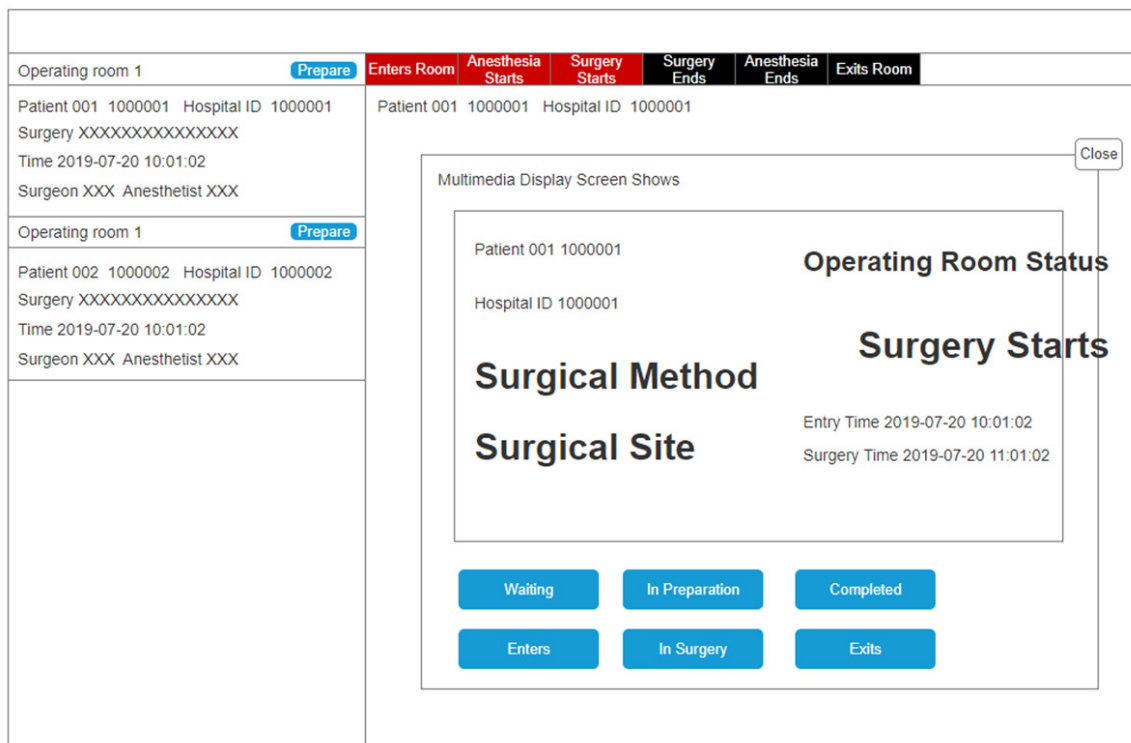 Operating room 1 Prepare
Patient 001 1000001 Hospital ID 1000001
Surgery XXXXXXXXXXXXXXX
Time 2019-07-20 10:01:02
Surgeon XXX Anesthetist XXX
Operating room 1 Prepare
Patient 002 1000002 Hospital ID 1000002
Surgery XXXXXXXXXXXXXXX
Time 2019-07-20 10:01:02
Surgeon XXX Anesthetist XXX
Enters Room
Anesthesia
Starts
Surgery
Starts
Surgery
Ends
Anesthesia
Ends
Exits Room
Patient 001 1000001 Hospital ID 1000001
Close
Multimedia Display Screen Shows
Patient 001 1000001
Hospital ID 1000001
Surgical Method
Surgical Site
Operating Room Status
Surgery Starts
Entry Time 2019-07-20 10:01:02
Surgery Time 2019-07-20 11:01:02
Waiting
In Preparation
Completed
Enters
In Surgery
Exits